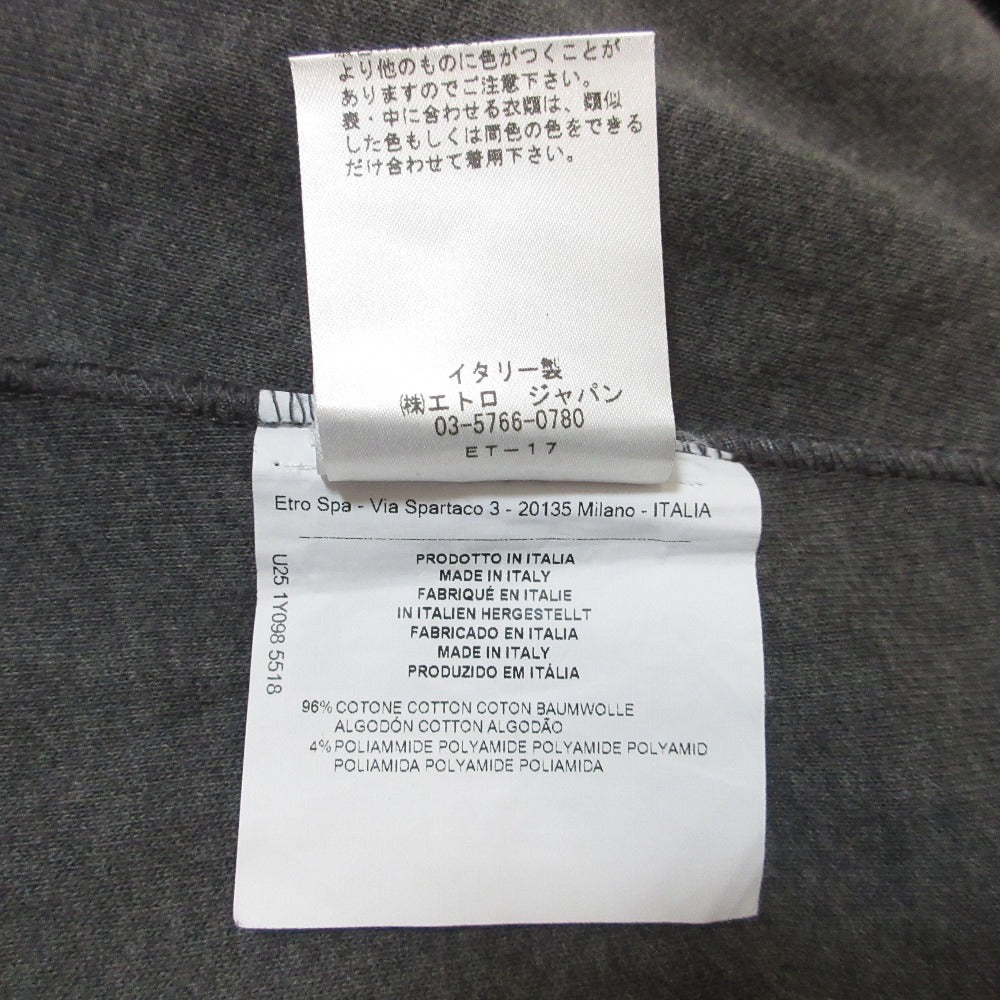 より他のものに色がつくことが
ありますのでご注意下さい。
表・中に合わせる衣類は、類似
した色もしくは同色の色をできる
だけ合わせて着用下さい。
イタリー製
㈱エトロ ジャパン
03-5766-0780
ET-17
Etro Spa - Via Spartaco 3 - 20135 Milano - ITALIA
PRODOTTO IN ITALIA
MADE IN ITALY
FABRIQUÉ EN ITALIE
IN ITALIEN HERGESTELLT
FABRICADO EN ITALIA
MADE IN ITALY
PRODUZIDO EM ITÁLIA
U25 1Y098 5518
96% COTONE COTTON COTON BAUMWOLLE
ALGODÓN COTTON ALGODÃO
4% POLIAMMIDE POLYAMIDE POLYAMIDE POLYAMID
POLIAMIDA POLYAMIDE POLIAMIDA